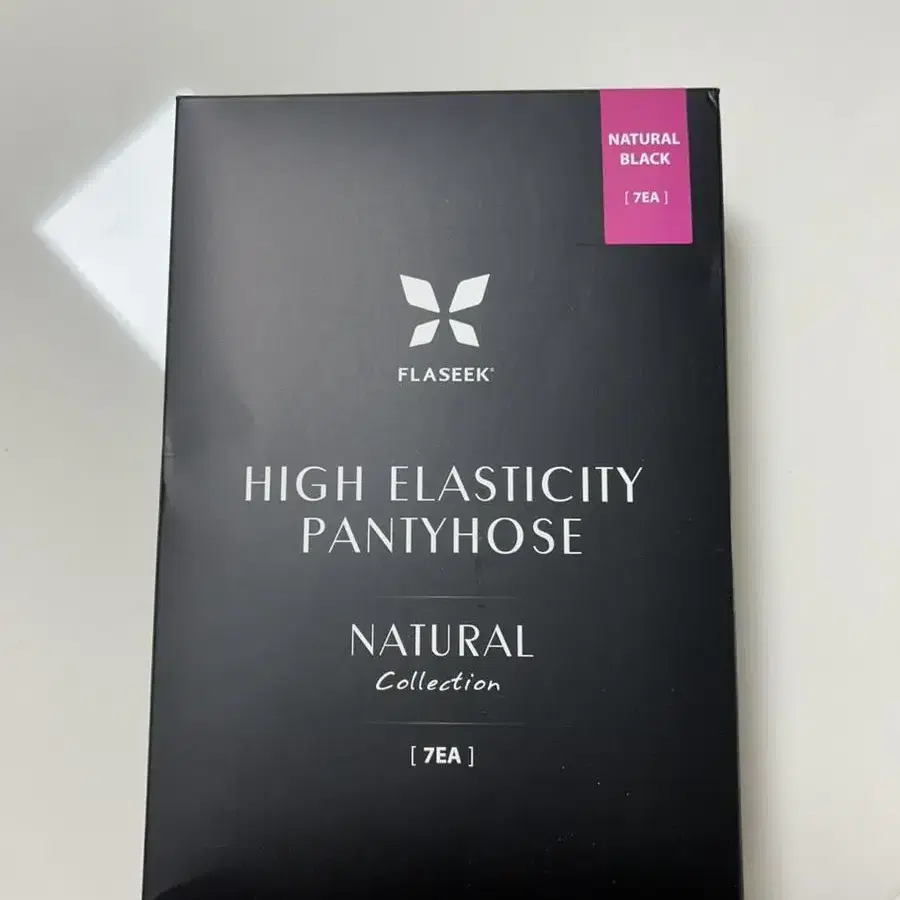 NATURAL
BLACK
[ 7EA ]
FLASEEK®
HIGH ELASTICITY
PANTYHOSE
NATURAL
Collection
[ 7EA ]